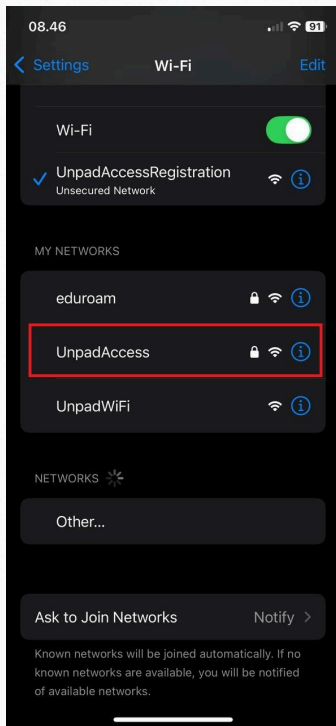 08.46
91
Settings Wi-Fi Edit
Wi-Fi
UnpadAccessRegistration
Unsecured Network
MY NETWORKS
eduroam
UnpadAccess
UnpadWiFi
NETWORKS
Other...
Ask to Join Networks Notify
Known networks will be joined automatically. If no
known networks are available, you will be notified
of available networks.